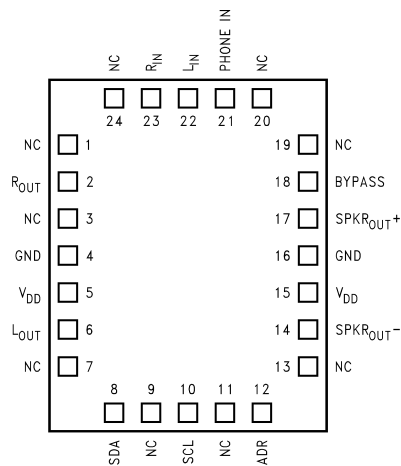 NC R_IN L_IN PHONE IN NC
24 23 22 21 20
NC 1 19 NC
R_OUT 2 18 BYPASS
NC 3 17 SPKR_OUT+
GND 4 16 GND
V_DD 5 15 V_DD
L_OUT 6 14 SPKR_OUT-
NC 7 13 NC
8 9 10 11 12
SDA NC SCL NC ADR